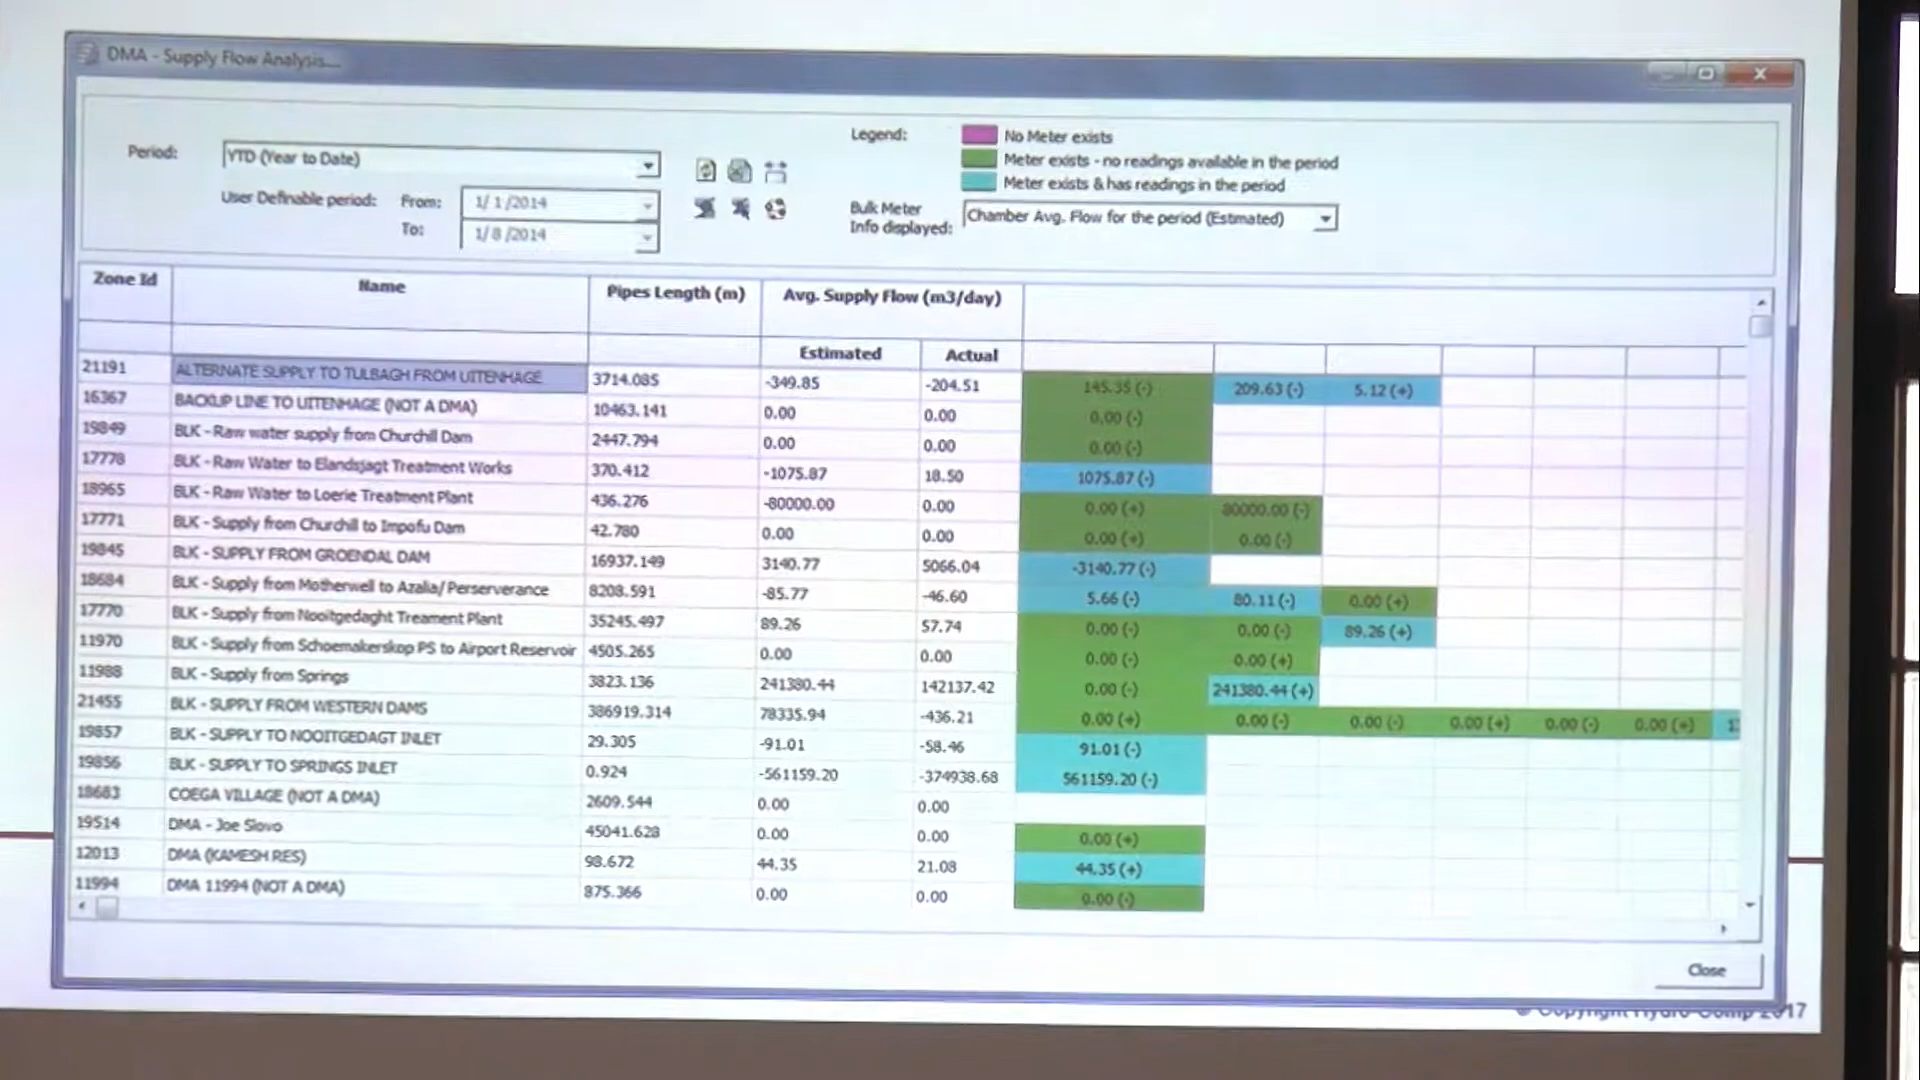 DMA - Supply Flow Analysis....
Period: YTD (Year to Date)
User Definable period: From: 1/ 1 /2014
To: 1/ 8 /2014
Legend: No Meter exists
Meter exists - no readings available in the period
Meter exists & has readings in the period
Bulk Meter Info displayed: Chamber Avg. Flow for the period (Estmated)
Zone Id Name Pipes Length (m) Avg. Supply Flow (m3/day)
Estimated Actual
21191 ALTERNATE SUPPLY TO TULBAGH FROM UITENHAGE 3714.085 -349.85 -204.51 145.35 (-) 209.63 (-) 5.12 (+)
16367 BACKUP LINE TO UITENHAGE (NOT A DMA) 10463.141 0.00 0.00 0.00 (-)
19849 BLK - Raw water supply from Churchill Dam 2447.794 0.00 0.00 0.00 (-)
17778 BLK - Raw Water to Elandsjagt Treatment Works 370.412 -1075.87 18.50 1075.87 (-)
18965 BLK - Raw Water to Loerie Treatment Plant 436.276 -80000.00 0.00 0.00 (+) 80000.00 (-)
17771 BLK - Supply from Churchill to Impofu Dam 42.780 0.00 0.00 0.00 (+) 0.00 (-)
19845 BLK - SUPPLY FROM GROENDAL DAM 16937.149 3140.77 5066.04 -3140.77 (-)
18684 BLK - Supply from Motherwell to Azalia/Perserverance 8208.591 -85.77 -46.60 5.66 (-) 80.11 (-) 0.00 (+)
17770 BLK - Supply from Nooitgedaght Treament Plant 35245.497 89.26 57.74 0.00 (-) 0.00 (-) 89.26 (+)
11970 BLK - Supply from Schoemakerskop PS to Airport Reservoir 4505.265 0.00 0.00 0.00 (-) 0.00 (+)
11988 BLK - Supply from Springs 3823.136 241380.44 142137.42 0.00 (-) 241380.44 (+)
21455 BLK - SUPPLY FROM WESTERN DAMS 386919.314 78335.94 -436.21 0.00 (+) 0.00 (-) 0.00 (-) 0.00 (+) 0.00 (-) 0.00 (+)
19857 BLK - SUPPLY TO NOOITGEDAGT INLET 29.305 -91.01 -58.46 91.01 (-)
19856 BLK - SUPPLY TO SPRINGS INLET 0.924 -561159.20 -374938.68 561159.20 (-)
18683 COEGA VILLAGE (NOT A DMA) 2609.544 0.00 0.00
19514 DMA - Joe Slovo 45041.628 0.00 0.00 0.00 (+)
12013 DMA (KAMESH RES) 98.672 44.35 21.08 44.35 (+)
11994 DMA 11994 (NOT A DMA) 875.366 0.00 0.00 0.00 (-)
Close
© Copyright Hydro-Comp 2017